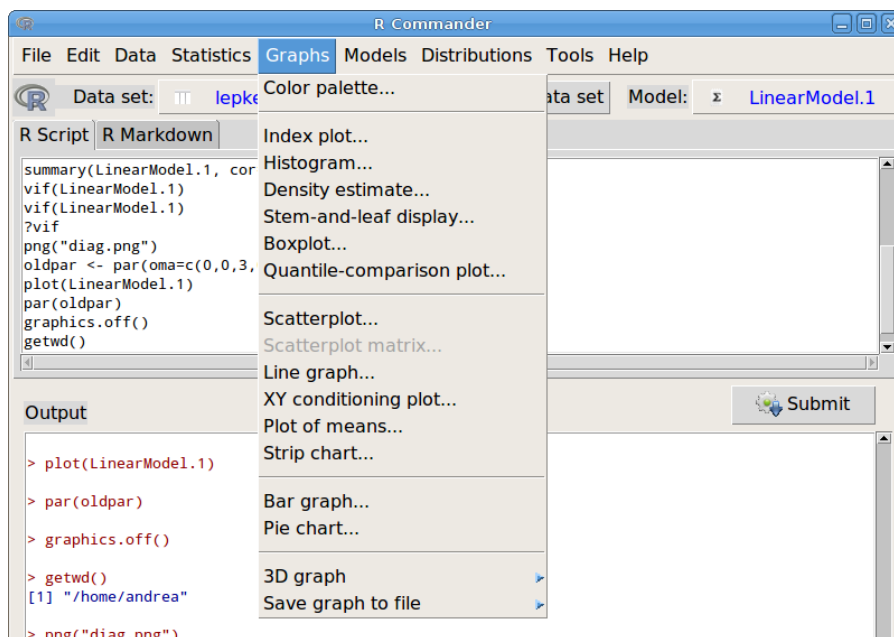 R Commander
File Edit Data Statistics Graphs Models Distributions Tools Help
Data set: lepke ata set Model: Σ LinearModel.1
R Script R Markdown
summary(LinearModel.1, cor
vif(LinearModel.1)
vif(LinearModel.1)
?vif
png("diag.png")
oldpar <- par(oma=c(0,0,3,
plot(LinearModel.1)
par(oldpar)
graphics.off()
getwd()
Color palette...
Index plot...
Histogram...
Density estimate...
Stem-and-leaf display...
Boxplot...
Quantile-comparison plot...
Scatterplot...
Scatterplot matrix...
Line graph...
XY conditioning plot...
Plot of means...
Strip chart...
Bar graph...
Pie chart...
3D graph
Save graph to file
Output
Submit
> plot(LinearModel.1)
> par(oldpar)
> graphics.off()
> getwd()
[1] "/home/andrea"
> png("diag.png")